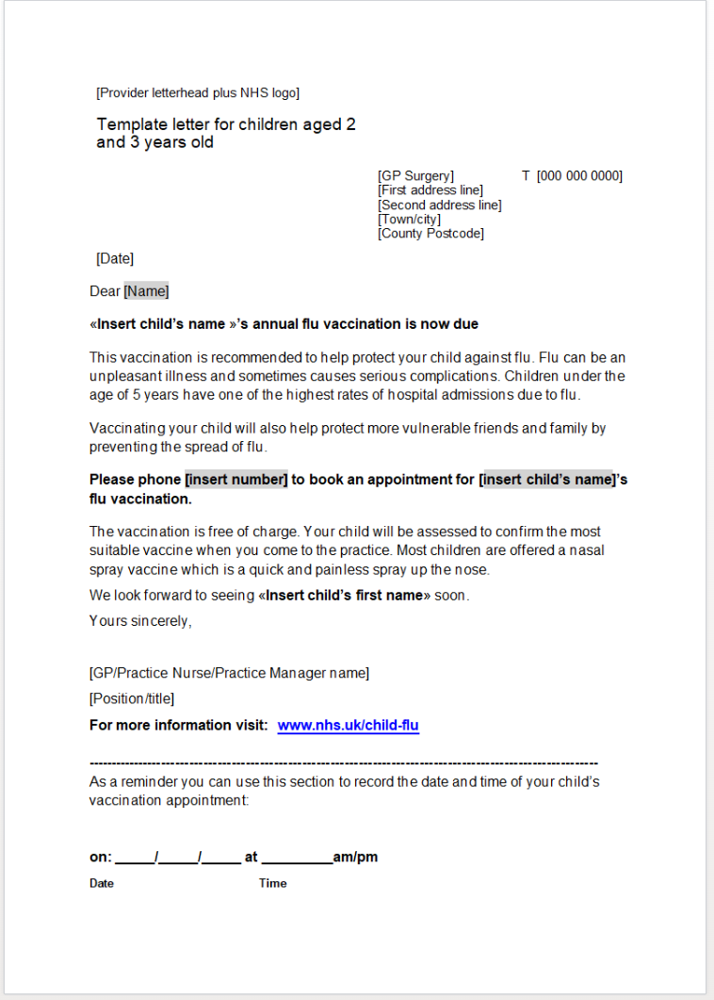 [Provider letterhead plus NHS logo]
Template letter for children aged 2
and 3 years old
[GP Surgery] T [000 000 0000]
[First address line]
[Second address line]
[Town/city]
[County Postcode]
[Date]
Dear [Name]
«Insert child’s name »’s annual flu vaccination is now due
This vaccination is recommended to help protect your child against flu. Flu can be an
unpleasant illness and sometimes causes serious complications. Children under the
age of 5 years have one of the highest rates of hospital admissions due to flu.
Vaccinating your child will also help protect more vulnerable friends and family by
preventing the spread of flu.
Please phone [insert number] to book an appointment for [insert child’s name]’s
flu vaccination.
The vaccination is free of charge. Your child will be assessed to confirm the most
suitable vaccine when you come to the practice. Most children are offered a nasal
spray vaccine which is a quick and painless spray up the nose.
We look forward to seeing «Insert child’s first name» soon.
Yours sincerely,
[GP/Practice Nurse/Practice Manager name]
[Position/title]
For more information visit: www.nhs.uk/child-flu
As a reminder you can use this section to record the date and time of your child’s
vaccination appointment:
on: _____/_____/_____ at _________am/pm
Date Time